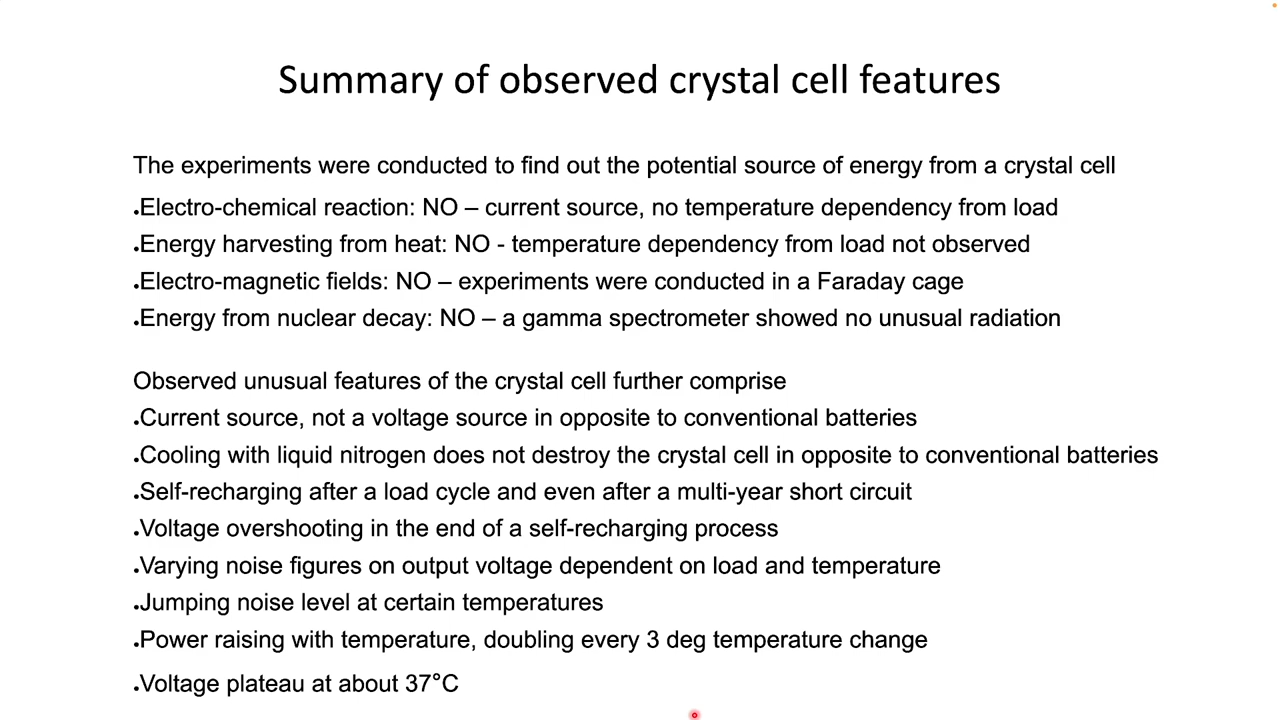 Summary of observed crystal cell features
The experiments were conducted to find out the potential source of energy from a crystal cell
•Electro-chemical reaction: NO – current source, no temperature dependency from load
•Energy harvesting from heat: NO - temperature dependency from load not observed
•Electro-magnetic fields: NO – experiments were conducted in a Faraday cage
•Energy from nuclear decay: NO – a gamma spectrometer showed no unusual radiation
Observed unusual features of the crystal cell further comprise
•Current source, not a voltage source in opposite to conventional batteries
•Cooling with liquid nitrogen does not destroy the crystal cell in opposite to conventional batteries
•Self-recharging after a load cycle and even after a multi-year short circuit
•Voltage overshooting in the end of a self-recharging process
•Varying noise figures on output voltage dependent on load and temperature
•Jumping noise level at certain temperatures
•Power raising with temperature, doubling every 3 deg temperature change
•Voltage plateau at about 37°C